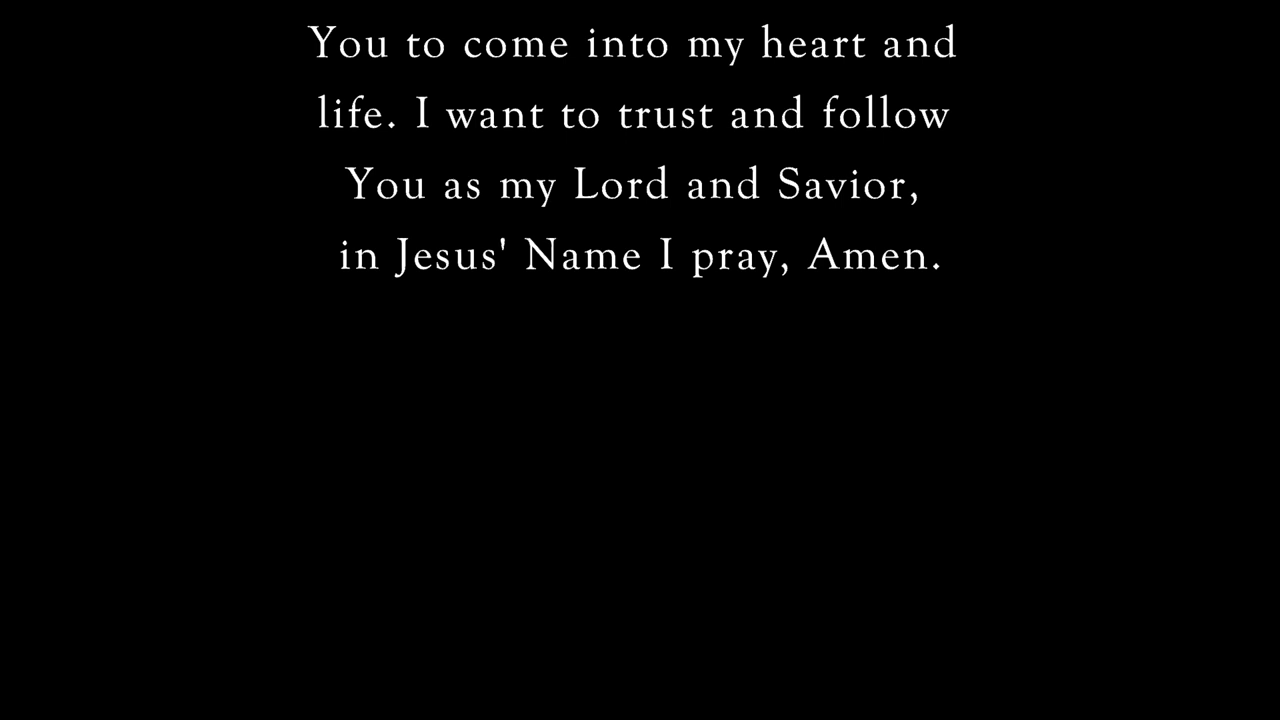 You to come into my heart and
life. I want to trust and follow
You as my Lord and Savior,
in Jesus' Name I pray, Amen.